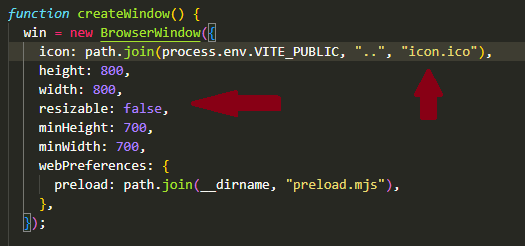 function createWindow() {
win = new BrowserWindow({
icon: path.join(process.env.VITE_PUBLIC, "..", "icon.ico"),
height: 800,
width: 800,
resizable: false,
minHeight: 700,
minWidth: 700,
webPreferences: {
preload: path.join(__dirname, "preload.mjs"),
},
});